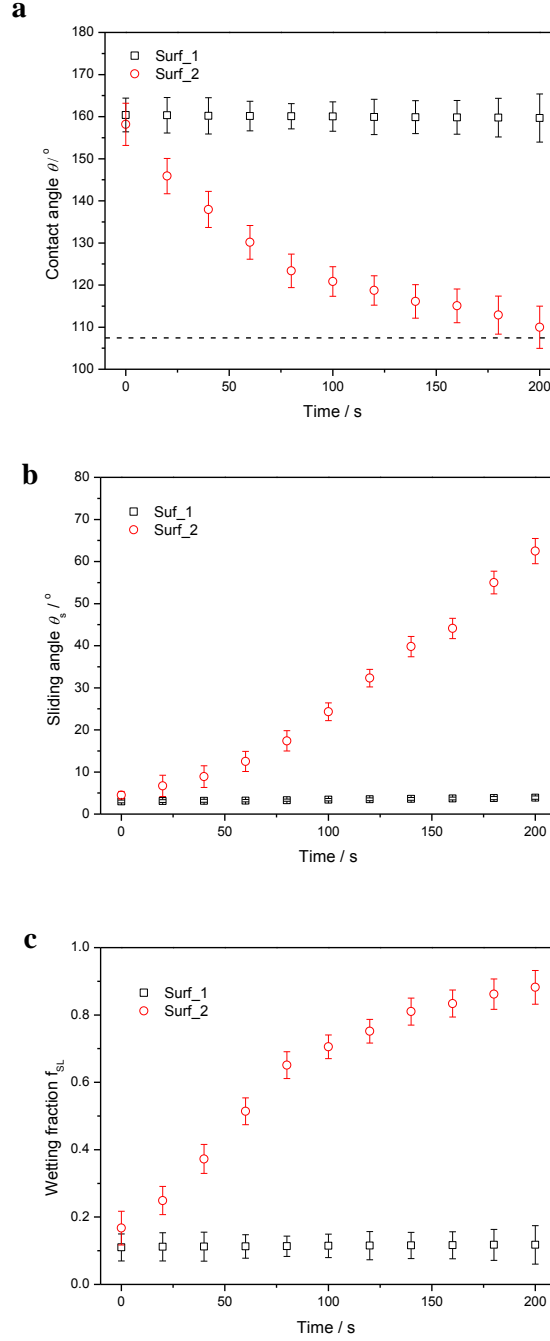 a
180
170
160
150
140
130
120
110
100
Surf_1
Surf_2
Contact angle θ/ °
0 50 100 150 200
Time / s
b
80
70
60
50
40
30
20
10
0
Suf_1
Surf_2
Sliding angle θs / °
0 50 100 150 200
Time / s
c
1.0
0.8
0.6
0.4
0.2
0.0
Surf_1
Surf_2
Wetting fraction fSL
0 50 100 150 200
Time / s